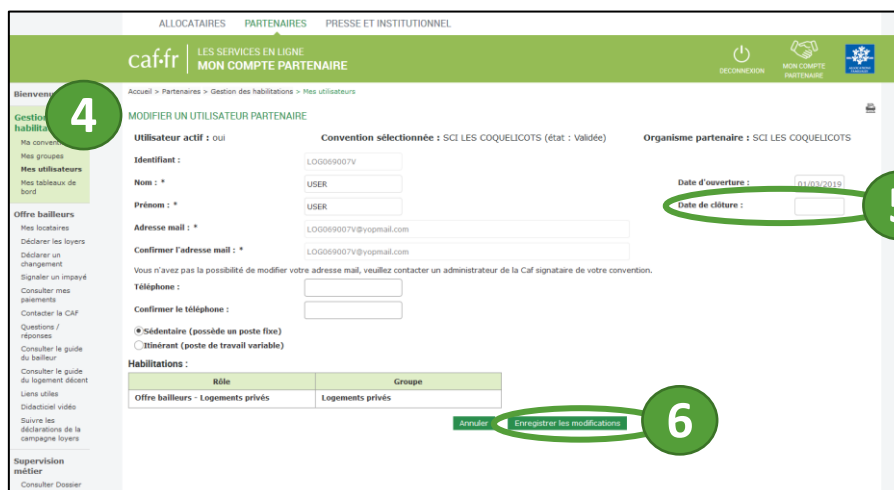 ALLOCATAIRES PARTENAIRES PRESSE ET INSTITUTIONNEL
caf.fr
LES SERVICES EN LIGNE
MON COMPTE PARTENAIRE
DECONNEXION
MON COMPTE
PARTENAIRE
Accueil > Partenaires > Gestion des habilitations > Mes utilisateurs
4
Gestion
Mes groupes
Mes utilisateurs
Mes tableaux de
bord
Offre bailleurs
Mes locataires
Déclarer les loyers
Déclarer un
changement
Signaler un impayé
Consulter mes
paiements
Contacter la CAF
Questions /
réponses
Consulter le guide
du bailleur
Consulter le guide
du logement décent
Liens utiles
Didacticiel vidéo
Suivre les
déclarations de la
campagne loyers
Supervision
métier
Consulter Dossier
MODIFIER UN UTILISATEUR PARTENAIRE
Utilisateur actif : oui Convention sélectionnée : SCI LES COQUELICOTS (état : Validée) Organisme partenaire : SCI LES COQUELICOTS
Identifiant : LOG069007V
Nom : * USER Date d'ouverture : 01/03/2019
Prénom : * USER Date de clôture :
5
Adresse mail : * LOG069007V@yopmail.com
Confirmer l'adresse mail : * LOG069007V@yopmail.com
Vous n'avez pas la possibilité de modifier votre adresse mail, veuillez contacter un administrateur de la Caf signataire de votre convention.
Téléphone :
Confirmer le téléphone :
Sédentaire (possède un poste fixe)
Itinérant (poste de travail variable)
Habilitations :
Rôle Groupe
Offre bailleurs - Logements privés Logements privés
Annuler Enregistrer les modifications
6